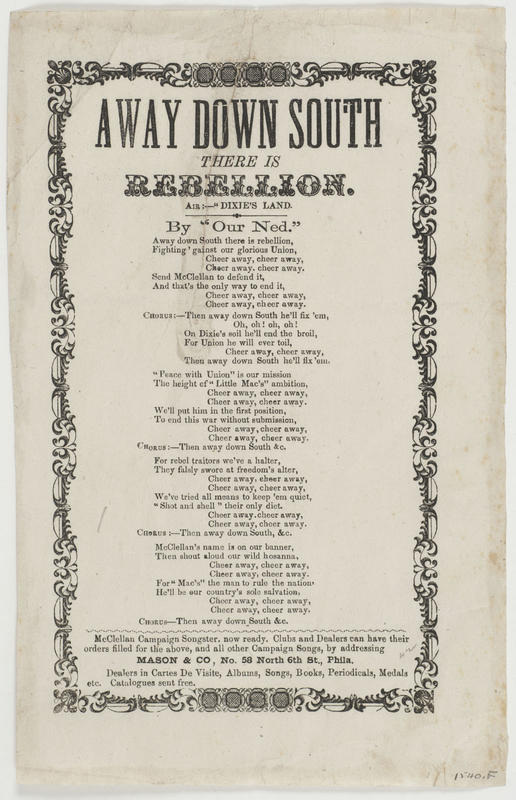 AWAY DOWN SOUTH
THERE IS
REBELLION.
AIR:—"DIXIE'S LAND.
By "Our Ned."
Away down South there is rebellion,
Fighting 'gainst our glorious Union,
Cheer away, cheer away,
Cheer away, cheer away.
Send McClellan to defend it,
And that's the only way to end it,
Cheer away, cheer away,
Cheer away, cheer away.
CHORUS:—Then away down South he'll fix 'em,
Oh, oh! oh, oh!
On Dixie's soil he'll end the broil,
For Union he will ever toil,
Cheer away, cheer away,
Then away down South he'll fix 'em.
"Peace with Union" is our mission
The height of "Little Mac's" ambition,
Cheer away, cheer away,
Cheer away, cheer away.
We'll put him in the first position,
To end this war without submission,
Cheer away, cheer away,
Cheer away, cheer away.
CHORUS:—Then away down South &c.
For rebel traitors we've a halter,
They falsly swore at freedom's alter,
Cheer away, cheer away,
Cheer away, cheer away,
We've tried all means to keep 'em quiet,
"Shot and shell" their only diet.
Cheer away, cheer away,
Cheer away, cheer away.
CHORUS:—Then away down South, &c.
McClellan's name is on our banner,
Then shout aloud our wild hosanna,
Cheer away, cheer away,
Cheer away, cheer away.
For "Mac's" the man to rule the nation,
He'll be our country's sole salvation,
Cheer away, cheer away,
Cheer away, cheer away.
CHORUS—Then away down South &c.
McClellan Campaign Songster, now ready. Clubs and Dealers can have their
orders filled for the above, and all other Campaign Songs, by addressing
MASON & CO, No. 58 North 6th St., Phila.
Dealers in Cartes De Visite, Albums, Songs, Books, Periodicals, Medals
etc. Catalogues sent free.
1540.F